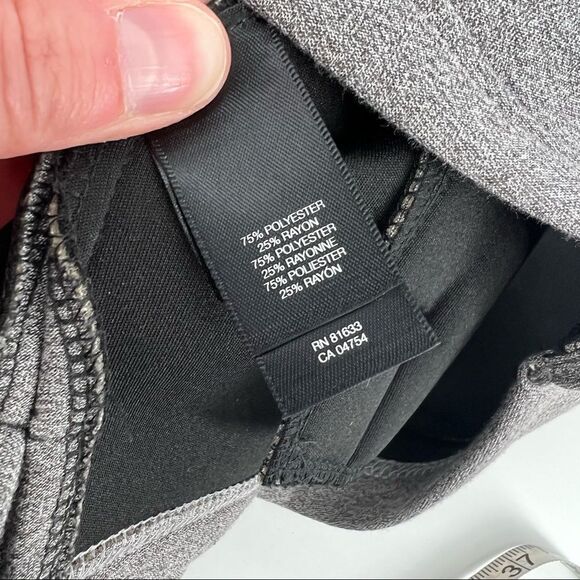 75% POLYESTER
25% RAYON
75% POLYESTER
25% RAYONNE
75% POLIESTER
25% RAYÓN
RN 81633
CA 04754
37